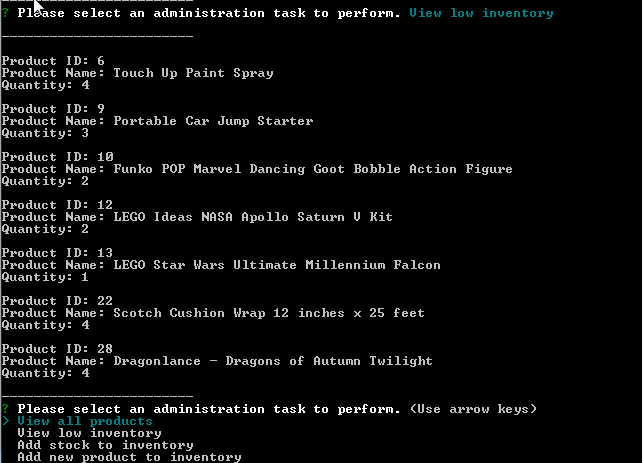 ? Please select an administration task to perform. View low inventory
------------------------
Product ID: 6
Product Name: Touch Up Paint Spray
Quantity: 4
Product ID: 9
Product Name: Portable Car Jump Starter
Quantity: 3
Product ID: 10
Product Name: Funko POP Marvel Dancing Goot Bobble Action Figure
Quantity: 2
Product ID: 12
Product Name: LEGO Ideas NASA Apollo Saturn V Kit
Quantity: 2
Product ID: 13
Product Name: LEGO Star Wars Ultimate Millennium Falcon
Quantity: 1
Product ID: 22
Product Name: Scotch Cushion Wrap 12 inches x 25 feet
Quantity: 4
Product ID: 28
Product Name: Dragonlance - Dragons of Autumn Twilight
Quantity: 4
------------------------
? Please select an administration task to perform. (Use arrow keys)
> View all products
View low inventory
Add stock to inventory
Add new product to inventory